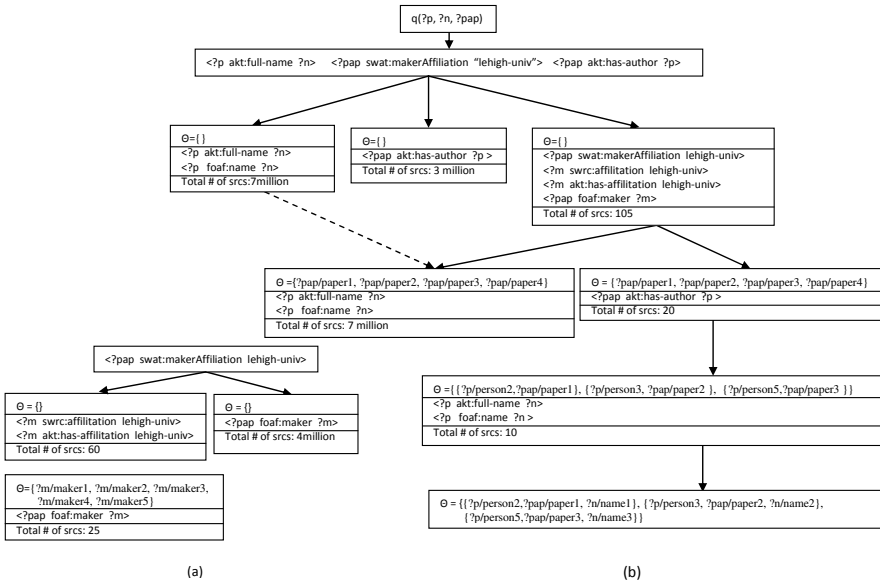 q(?p, ?n, ?pap)
<?p akt:full-name ?n> <?pap swat:makerAffiliation “lehigh-univ”> <?pap akt:has-author ?p>
Θ={ }
<?p akt:full-name ?n>
<?p foaf:name ?n>
Total # of srcs:7million
Θ={ }
<?pap akt:has-author ?p >
Total # of srcs: 3 million
Θ={ }
<?pap swat:makerAffiliation lehigh-univ>
<?m swrc:affilitation lehigh-univ>
<?m akt:has-affilitation lehigh-univ>
<?pap foaf:maker ?m>
Total # of srcs: 105
Θ ={?pap/paper1, ?pap/paper2, ?pap/paper3, ?pap/paper4}
<?p akt:full-name ?n>
<?p foaf:name ?n>
Total # of srcs: 7 million
Θ = {?pap/paper1, ?pap/paper2, ?pap/paper3, ?pap/paper4}
<?pap akt:has-author ?p >
Total # of srcs: 20
<?pap swat:makerAffiliation lehigh-univ>
Θ = {}
<?m swrc:affilitation lehigh-univ>
<?m akt:has-affilitation lehigh-univ>
Total # of srcs: 60
Θ = {}
<?pap foaf:maker ?m>
Total # of srcs: 4million
Θ={?m/maker1, ?m/maker2, ?m/maker3,
?m/maker4, ?m/maker5}
<?pap foaf:maker ?m>
Total # of srcs: 25
Θ ={{?p/person2,?pap/paper1}, {?p/person3, ?pap/paper2 }, {?p/person5,?pap/paper3 }}
<?p akt:full-name ?n>
<?p foaf:name ?n >
Total # of srcs: 10
Θ = {{?p/person2,?pap/paper1, ?n/name1}, {?p/person3, ?pap/paper2, ?n/name2},
{?p/person5,?pap/paper3, ?n/name3}}
(a)
(b)